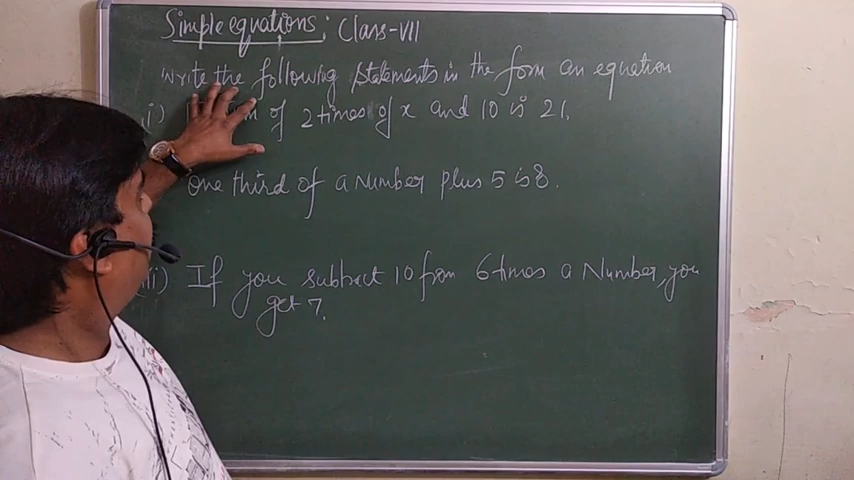 Simple equations: Class-VII
Write the following statements in the form an equation
i) of 2 times of x and 10 is 21.
One third of a Number plus 5 is 8.
iii) If you subtract 10 from 6 times a Number, you
get 7.